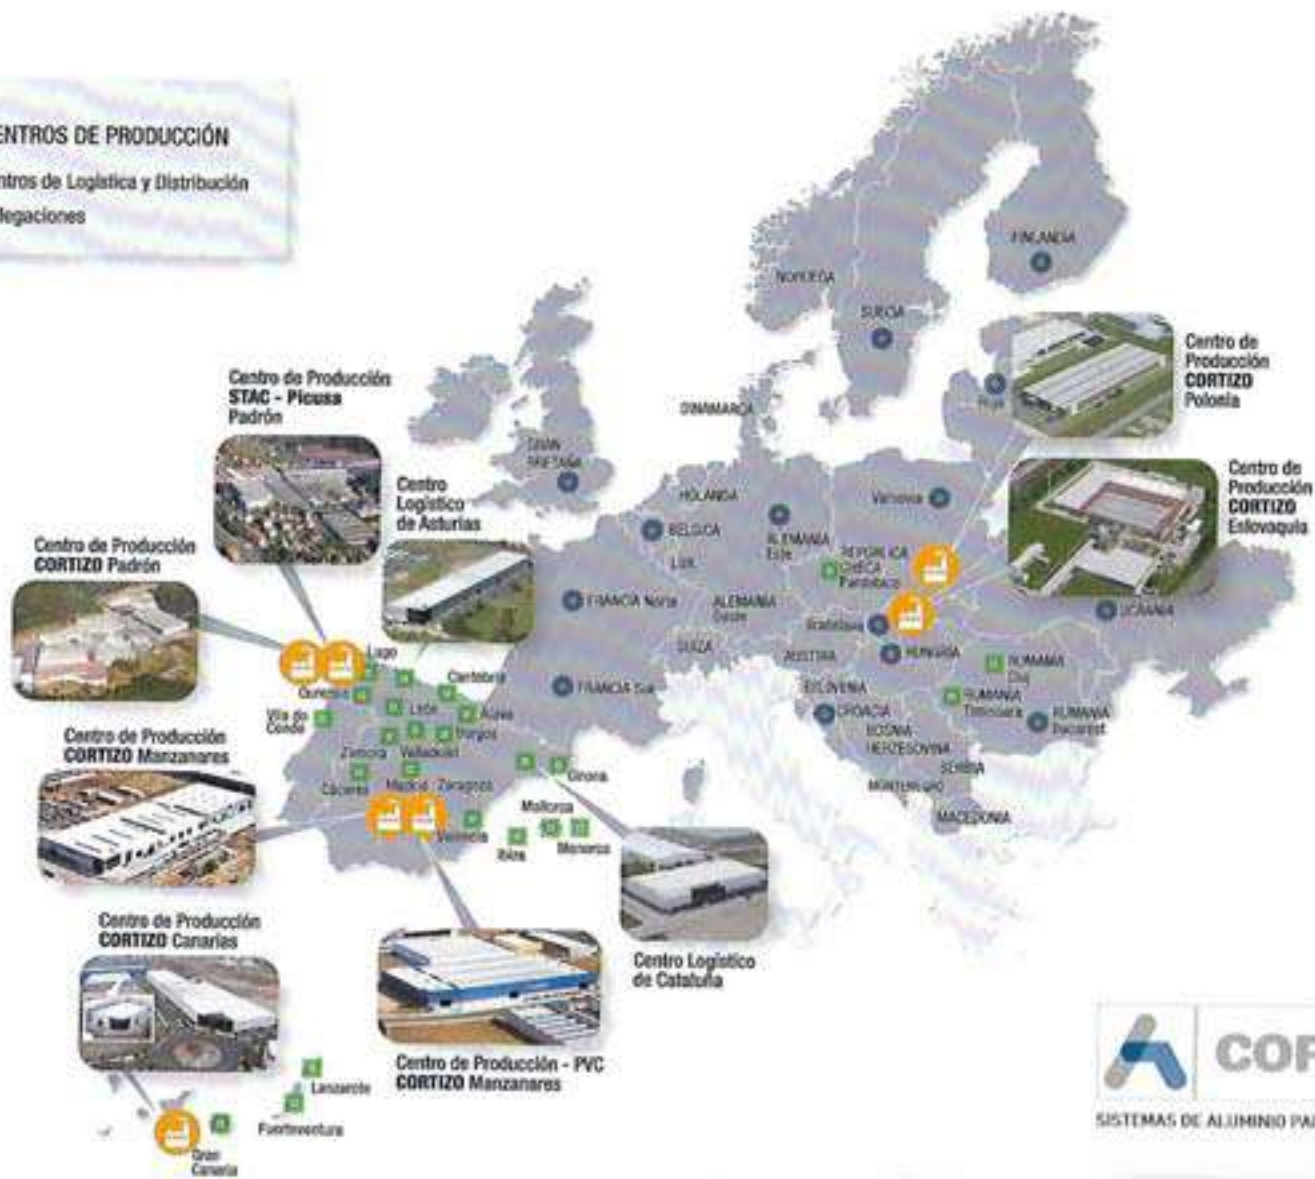 ENTROS DE PRODUCCIÓN
ntros de Logística y Distribución
legaciones
FINLANDIA
NORUEGA
SUECIA
Centro de
Producción
CORTIZO
Polonia
Riga
DINAMARCA
Centro de Producción
STAC - Picusa
Padrón
GRAN
BRETAÑA
Centro
Logístico
de Asturias
HOLANDA
Varsovia
Centro de
Producción
CORTIZO
Eslovaquia
BELGICA
ALEMANIA
Este
REPÚBLICA
CHECA
Pardubice
LUX
Centro de Producción
CORTIZO Padrón
FRANCIA Norte
ALEMANIA
Oeste
UCRANIA
Bratislava
SUIZA
AUSTRIA
HUNGRIA
Lugo
Ourense
Cantabria
FRANCIA Sur
ESLOVENIA
RUMANIA
Cluj
Vila do
Conde
León
Álava
Burgos
CROACIA
RUMANIA
Timisoara
RUMANIA
Bucarest
BOSNIA
HERZEGOVINA
Centro de Producción
CORTIZO Manzanares
Zamora
Valladolid
SERBIA
Cáceres
Madrid
Zaragoza
Girona
MONTENEGRO
MACEDONIA
Valencia
Mallorca
Ibiza
Menorca
Centro de Producción
CORTIZO Canarias
Centro Logístico
de Cataluña
Centro de Producción - PVC
CORTIZO Manzanares
Lanzarote
Fuerteventura
Gran
Canaria
COR
SISTEMAS DE ALUMINIO PA